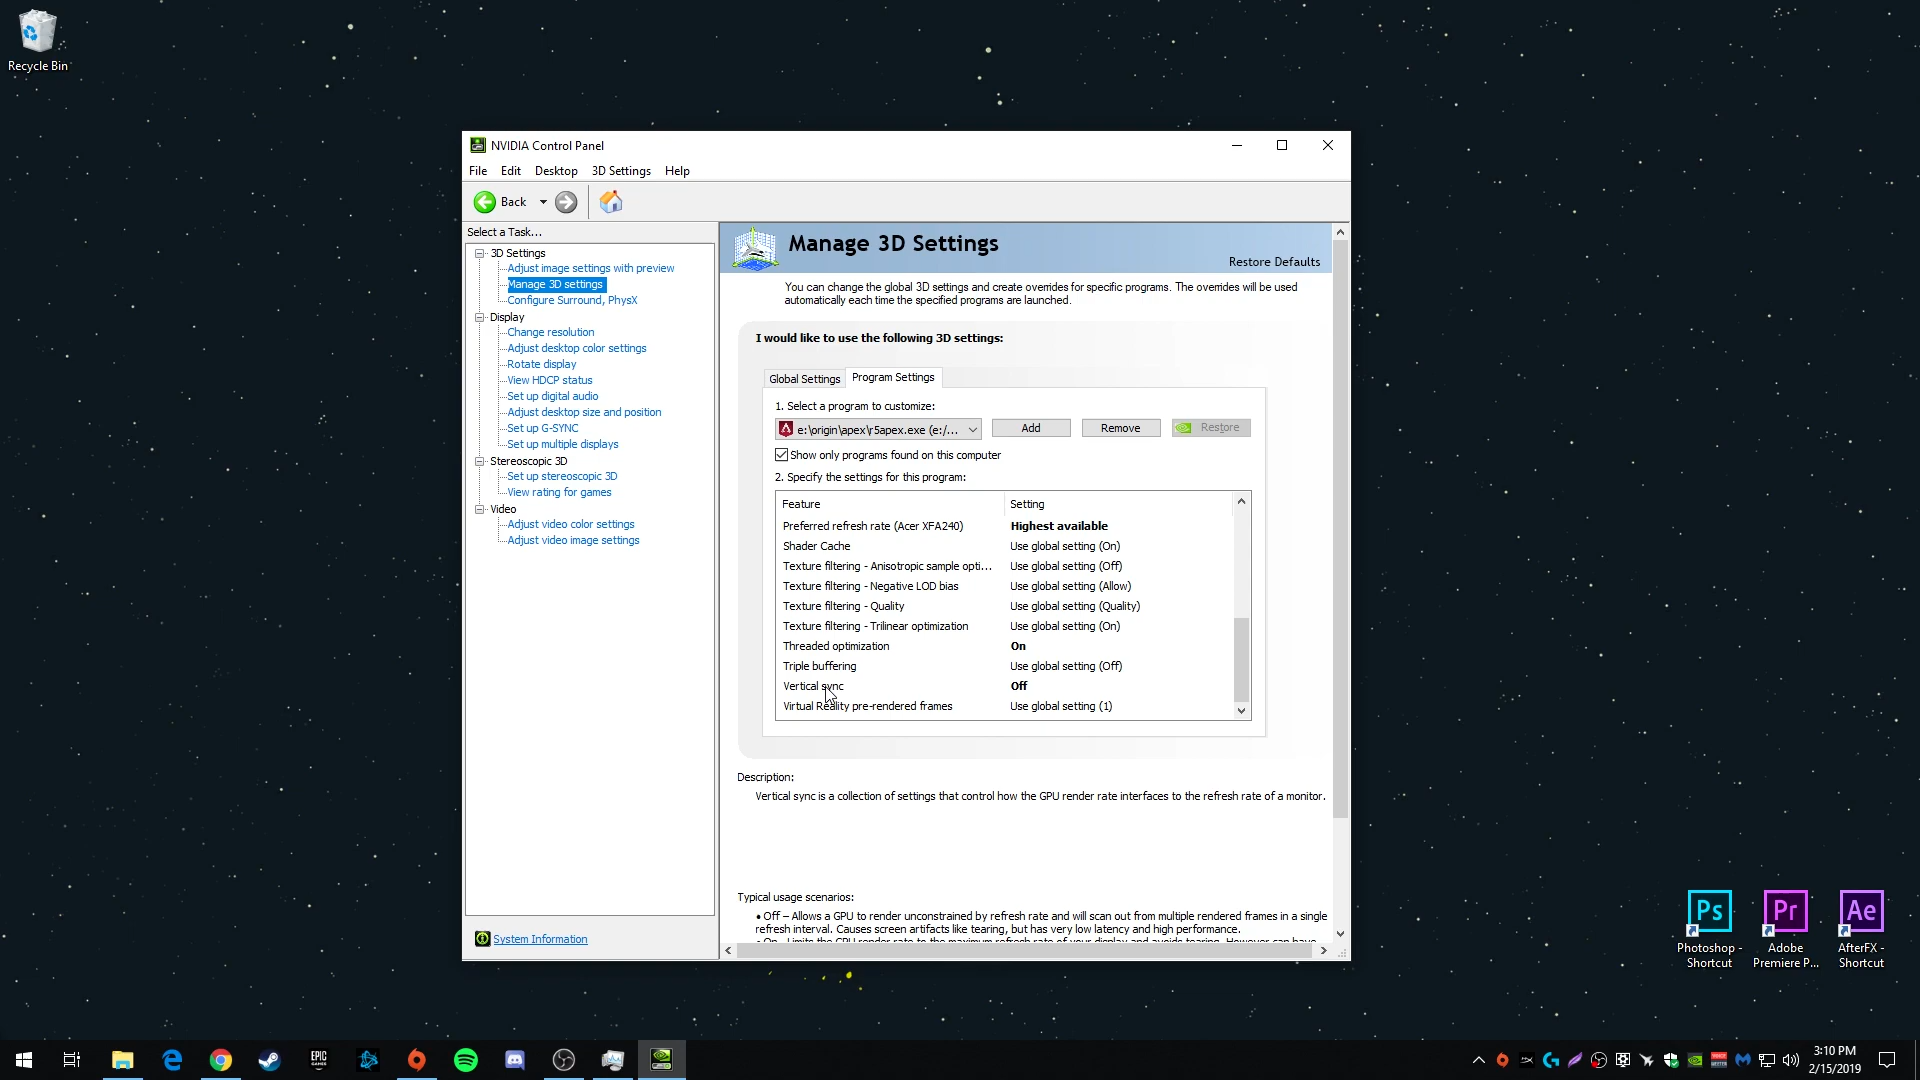 Recycle Bin
NVIDIA Control Panel
File Edit Desktop 3D Settings Help
Back
Select a Task...
3D Settings
Adjust image settings with preview
Manage 3D settings
Configure Surround, PhysX
Display
Change resolution
Adjust desktop color settings
Rotate display
View HDCP status
Set up digital audio
Adjust desktop size and position
Set up G-SYNC
Set up multiple displays
Stereoscopic 3D
Set up stereoscopic 3D
View rating for games
Video
Adjust video color settings
Adjust video image settings
System Information
Manage 3D Settings
Restore Defaults
You can change the global 3D settings and create overrides for specific programs. The overrides will be used
automatically each time the specified programs are launched.
I would like to use the following 3D settings:
Global Settings Program Settings
1. Select a program to customize:
e:\origin\apex\r5apex.exe (e:/... Add Remove Restore
Show only programs found on this computer
2. Specify the settings for this program:
Feature Setting
Preferred refresh rate (Acer XFA240) Highest available
Shader Cache Use global setting (On)
Texture filtering - Anisotropic sample opti... Use global setting (Off)
Texture filtering - Negative LOD bias Use global setting (Allow)
Texture filtering - Quality Use global setting (Quality)
Texture filtering - Trilinear optimization Use global setting (On)
Threaded optimization On
Triple buffering Use global setting (Off)
Vertical sync Off
Virtual Reality pre-rendered frames Use global setting (1)
Description:
Vertical sync is a collection of settings that control how the GPU render rate interfaces to the refresh rate of a monitor.
Typical usage scenarios:
• Off – Allows a GPU to render unconstrained by refresh rate and will scan out from multiple rendered frames in a single
refresh interval. Causes screen artifacts like tearing, but has very low latency and high performance.
Ps Pr Ae
Photoshop - Shortcut
Adobe Premiere P...
AfterFX - Shortcut
EPIC GAMES
3:10 PM
2/15/2019